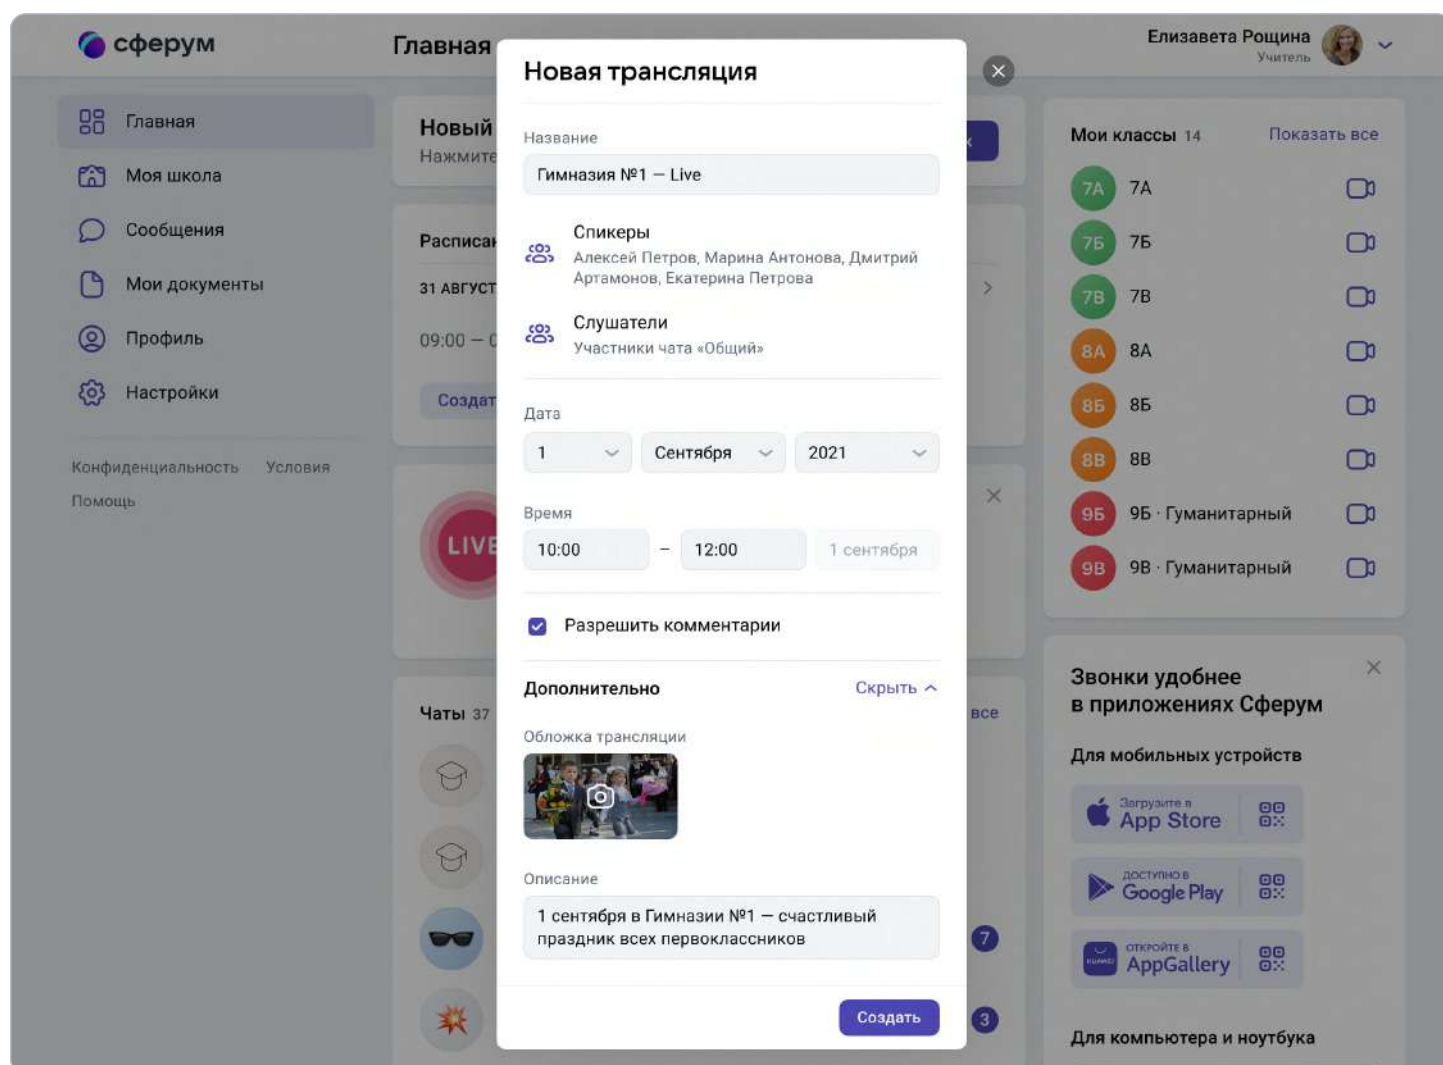 сферум
Главная
Елизавета Рощина
Учитель
Главная
Моя школа
Сообщения
Мои документы
Профиль
Настройки
Конфиденциальность Условия
Помощь
Новый
Нажмите
Расписан
31 АВГУСТ
09:00 –
Создат
LIVE
Чаты 37
все
7
3
Новая трансляция
Название
Гимназия №1 — Live
Спикеры
Алексей Петров, Марина Антонова, Дмитрий
Артамонов, Екатерина Петрова
Слушатели
Участники чата «Общий»
Дата
1 Сентября 2021
Время
10:00 – 12:00 1 сентября
Разрешить комментарии
Дополнительно Скрыть
Обложка трансляции
Описание
1 сентября в Гимназии №1 — счастливый
праздник всех первоклассников
Создать
Мои классы 14 Показать все
7А 7А
7Б 7Б
7В 7В
8А 8А
8Б 8Б
8В 8В
9Б 9Б · Гуманитарный
9В 9В · Гуманитарный
Звонки удобнее
в приложениях Сферум
Для мобильных устройств
Загрузите в
App Store
ДОСТУПНО В
Google Play
ОТКРОЙТЕ В
HUAWEI AppGallery
Для компьютера и ноутбука